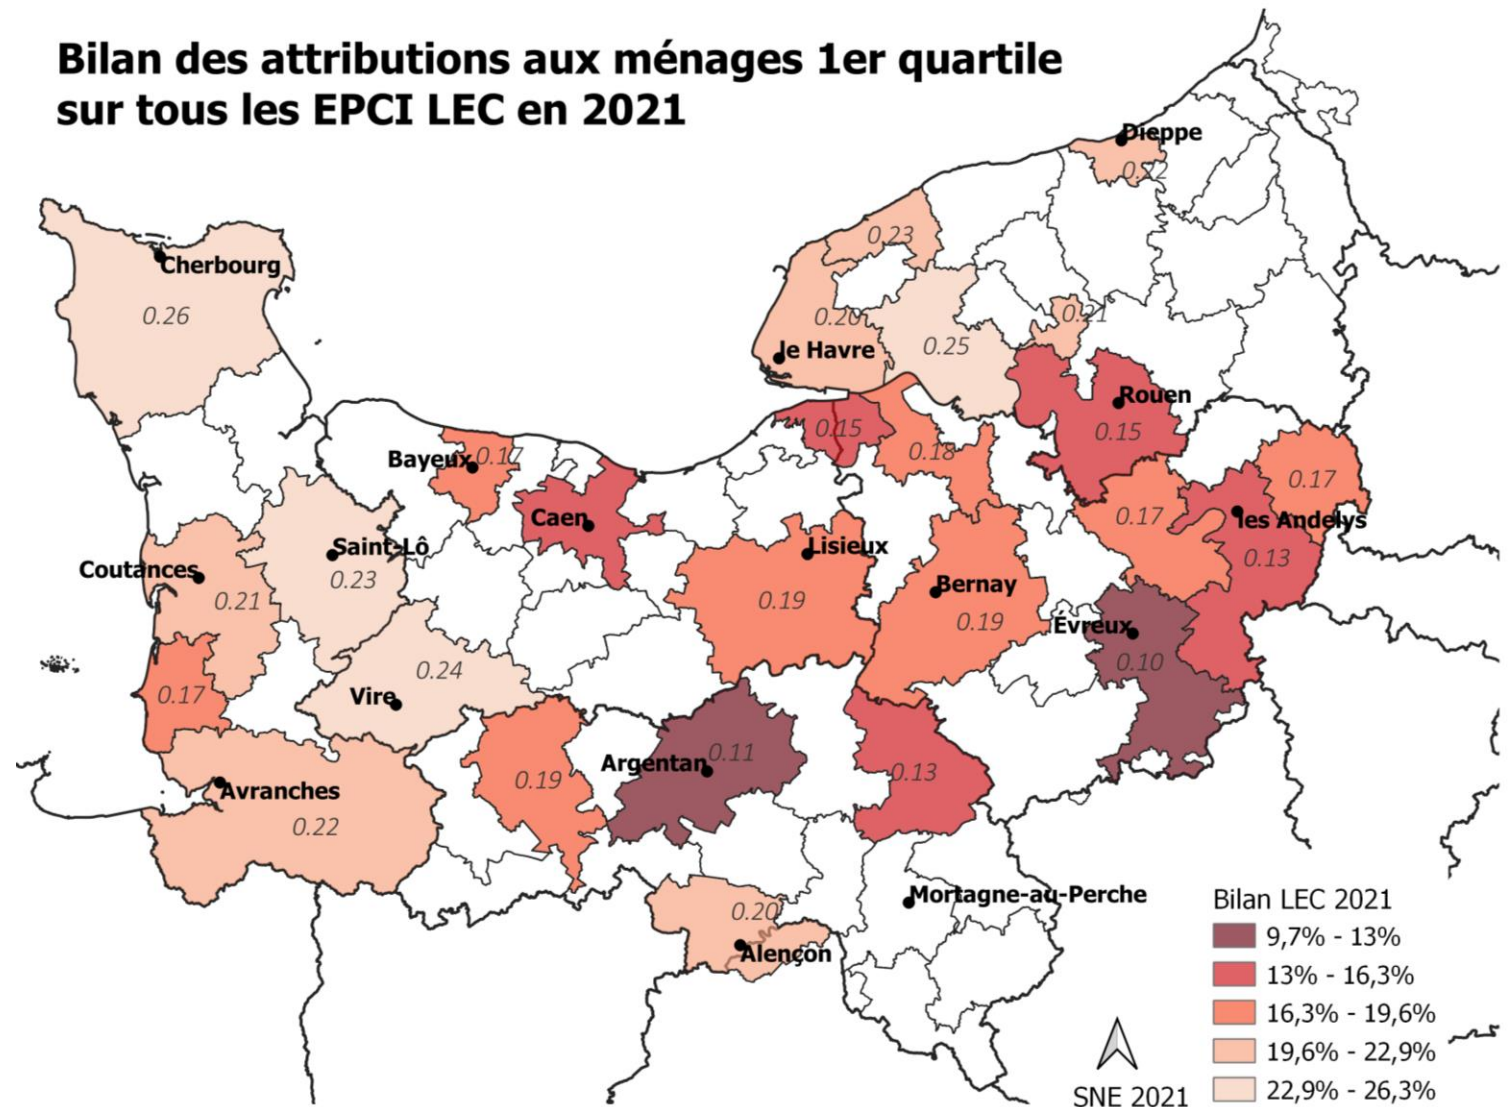 Bilan des attributions aux ménages 1er quartile
sur tous les EPCI LEC en 2021
Dieppe
0.22
0.23
Cherbourg
0.26
0.20
0.21
le Havre
0.25
Rouen
0.15
0.15
Bayeux
0.17
0.18
0.17
Caen
0.17
les Andelys
Saint-Lô
Lisieux
0.13
Coutances
0.23
Bernay
0.21
0.19
0.19
Évreux
0.10
0.24
0.17
Vire
0.11
Argentan
0.13
0.19
Avranches
0.22
Mortagne-au-Perche
0.20
Alençon
Bilan LEC 2021
9,7% - 13%
13% - 16,3%
16,3% - 19,6%
19,6% - 22,9%
22,9% - 26,3%
SNE 2021